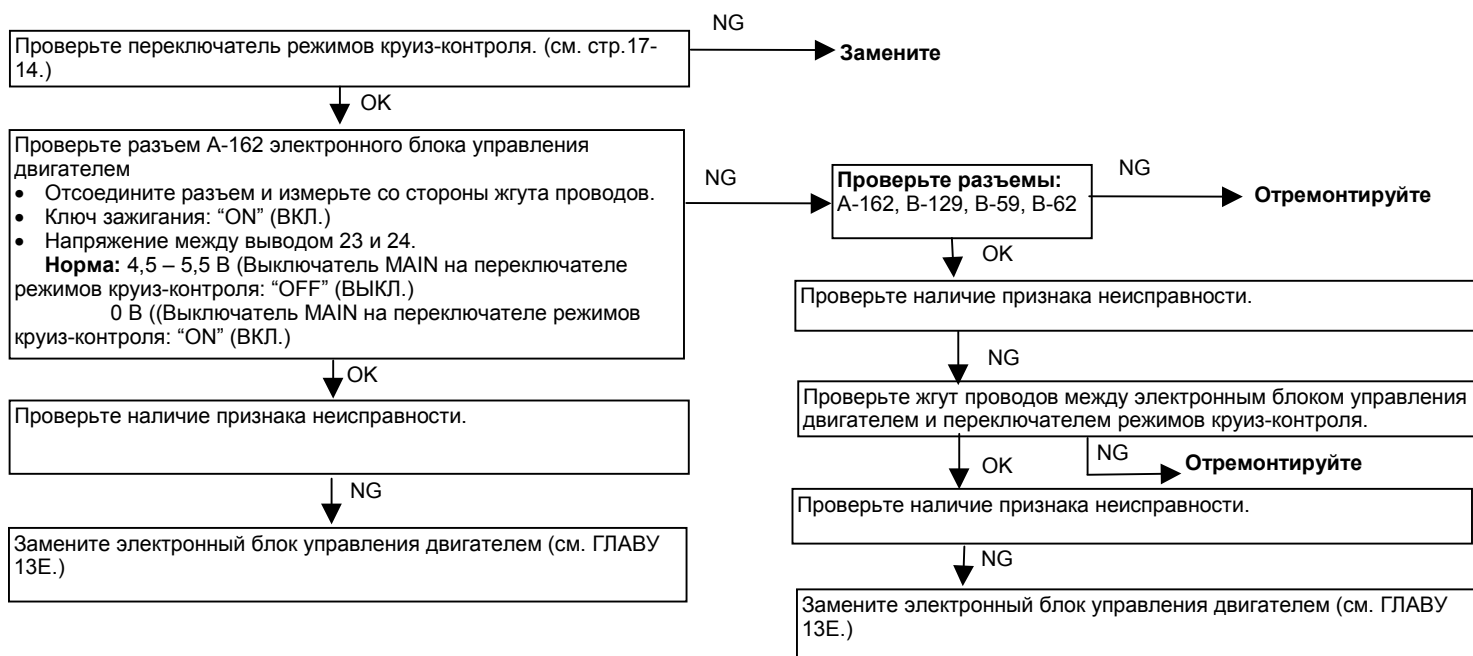 Проверьте переключатель режимов круиз-контроля. (см. стр.17-
14.)
NG
Замените
OK
Проверьте разъем А-162 электронного блока управления
двигателем
• Отсоедините разъем и измерьте со стороны жгута проводов.
• Ключ зажигания: “ON” (ВКЛ.)
• Напряжение между выводом 23 и 24.
Норма: 4,5 – 5,5 В (Выключатель MAIN на переключателе
режимов круиз-контроля: “OFF” (ВЫКЛ.)
0 В ((Выключатель MAIN на переключателе режимов
круиз-контроля: “ON” (ВКЛ.)
NG
Проверьте разъемы:
А-162, В-129, В-59, В-62
NG
Отремонтируйте
OK
Проверьте наличие признака неисправности.
NG
Проверьте жгут проводов между электронным блоком управления
двигателем и переключателем режимов круиз-контроля.
NG
Отремонтируйте
OK
Проверьте наличие признака неисправности.
NG
Замените электронный блок управления двигателем (см. ГЛАВУ
13Е.)
OK
Проверьте наличие признака неисправности.
NG
Замените электронный блок управления двигателем (см. ГЛАВУ
13Е.)